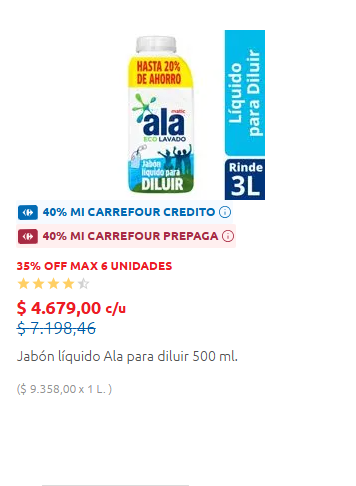 HASTA 20%
DE AHORRO
matic
ala
ECOLAVADO
Jabón
líquido para
DILUIR
Líquido
para Diluir
Rinde
3L
40% MI CARREFOUR CREDITO
40% MI CARREFOUR PREPAGA
35% OFF MAX 6 UNIDADES
$ 4.679,00 c/u
$ 7.198,46
Jabón líquido Ala para diluir 500 ml.
($ 9.358,00 x 1 L. )